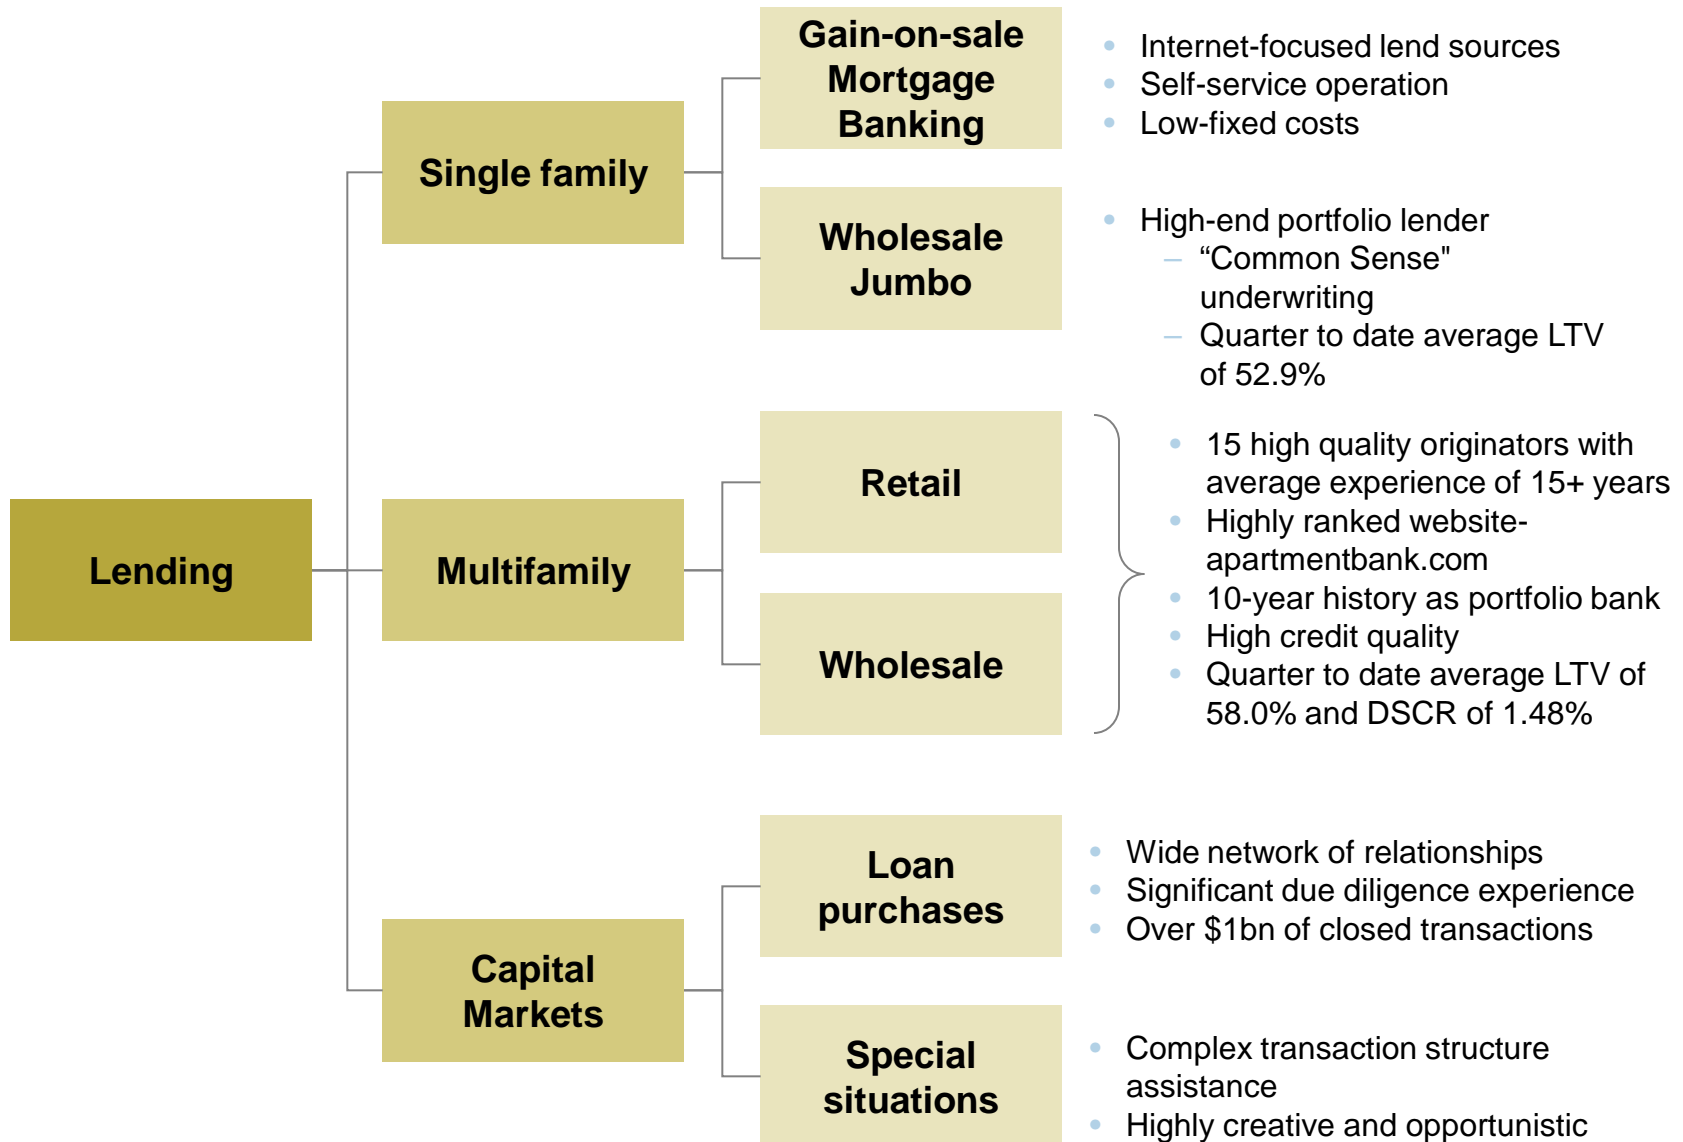 Gain-on-sale
Mortgage
Banking
• Internet-focused lend sources
• Self-service operation
• Low-fixed costs
Single family
Wholesale
Jumbo
• High-end portfolio lender
– “Common Sense"
underwriting
– Quarter to date average LTV
of 52.9%
Lending
Multifamily
Retail
Wholesale
• 15 high quality originators with
average experience of 15+ years
• Highly ranked website-
apartmentbank.com
• 10-year history as portfolio bank
• High credit quality
• Quarter to date average LTV of
58.0% and DSCR of 1.48%
Capital
Markets
Loan
purchases
• Wide network of relationships
• Significant due diligence experience
• Over $1bn of closed transactions
Special
situations
• Complex transaction structure
assistance
• Highly creative and opportunistic